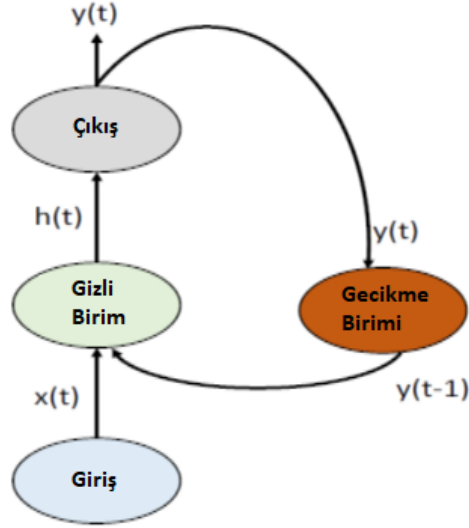 y(t)
Çıkış
h(t)
y(t)
Gizli
Birim
Gecikme
Birimi
x(t)
y(t-1)
Giriş